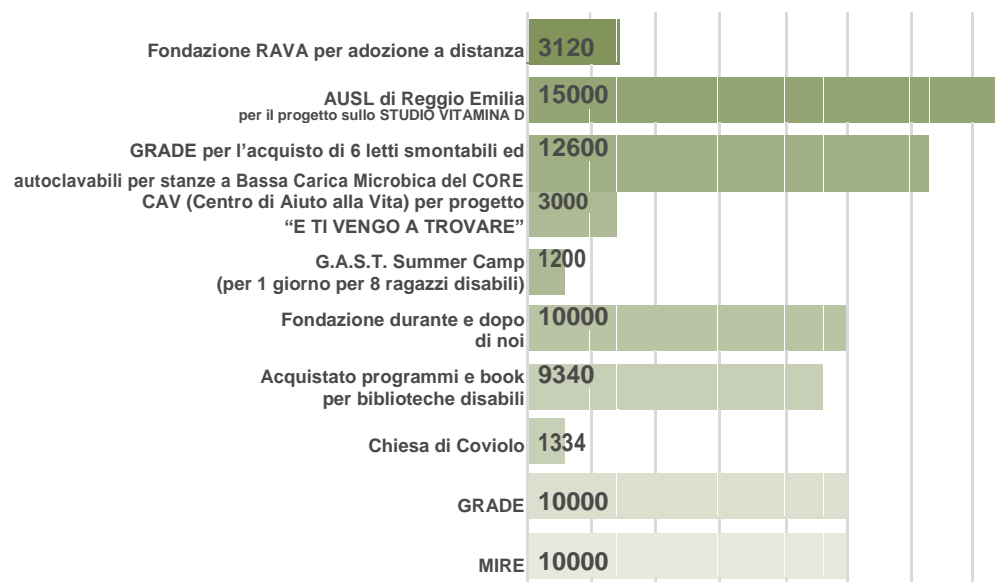 Fondazione RAVA per adozione a distanza 3120
AUSL di Reggio Emilia 15000
per il progetto sullo STUDIO VITAMINA D
GRADE per l’acquisto di 6 letti smontabili ed 12600
autoclavabili per stanze a Bassa Carica Microbica del CORE
CAV (Centro di Aiuto alla Vita) per progetto 3000
“E TI VENGO A TROVARE”
G.A.S.T. Summer Camp 1200
(per 1 giorno per 8 ragazzi disabili)
Fondazione durante e dopo 10000
di noi
Acquistato programmi e book 9340
per biblioteche disabili
Chiesa di Coviolo 1334
GRADE 10000
MIRE 10000